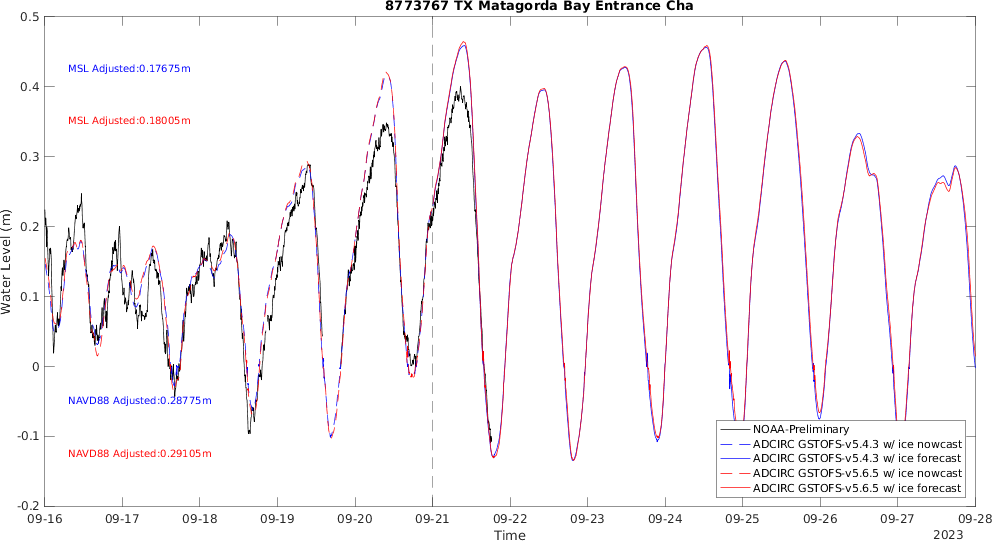 8773767 TX Matagorda Bay Entrance Cha
0.5
0.4
0.3
0.2
0.1
0
-0.1
-0.2
Water Level (m)
MSL Adjusted:0.17675m
MSL Adjusted:0.18005m
NAVD88 Adjusted:0.28775m
NAVD88 Adjusted:0.29105m
NOAA-Preliminary
ADCIRC GSTOFS-v5.4.3 w/ ice nowcast
ADCIRC GSTOFS-v5.4.3 w/ ice forecast
ADCIRC GSTOFS-v5.6.5 w/ ice nowcast
ADCIRC GSTOFS-v5.6.5 w/ ice forecast
09-16 09-17 09-18 09-19 09-20 09-21 09-22 09-23 09-24 09-25 09-26 09-27 09-28
Time
2023